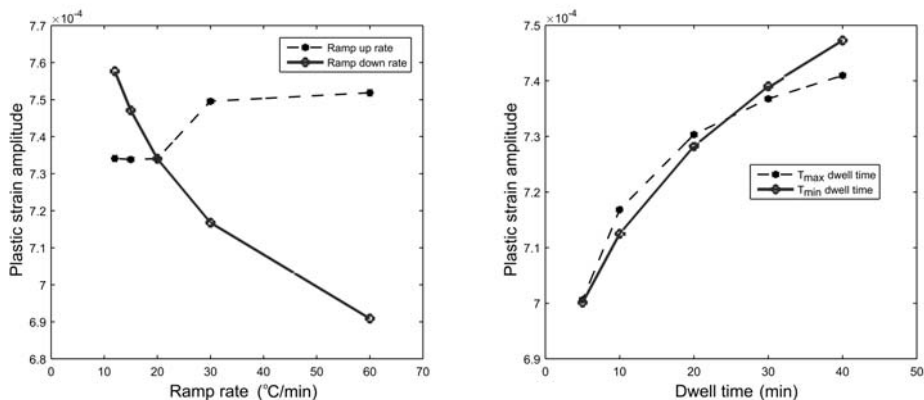 ×10⁻⁴
7.7
7.6
7.5
7.4
7.3
7.2
7.1
7
6.9
6.8
Plastic strain amplitude
Ramp up rate
Ramp down rate
0 10 20 30 40 50 60 70
Ramp rate (°C/min)
×10⁻⁴
7.5
7.4
7.3
7.2
7.1
7
6.9
Plastic strain amplitude
Tmax dwell time
Tmin dwell time
0 10 20 30 40 50
Dwell time (min)